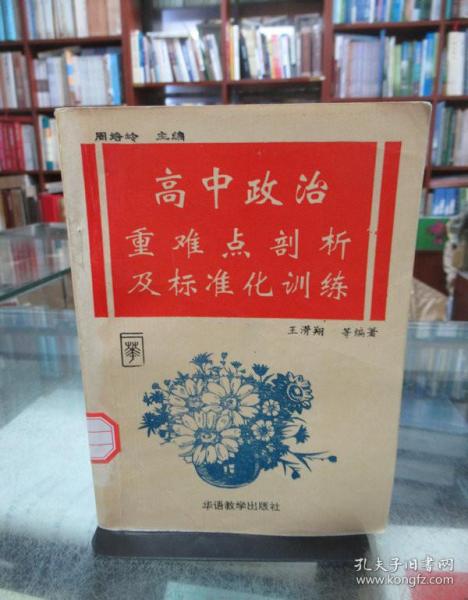 周培岭 主编
高中政治
重难点剖析
及标准化训练
王滑翔 等编著
华语教学出版社
孔夫子旧书网
www.kongfz.com